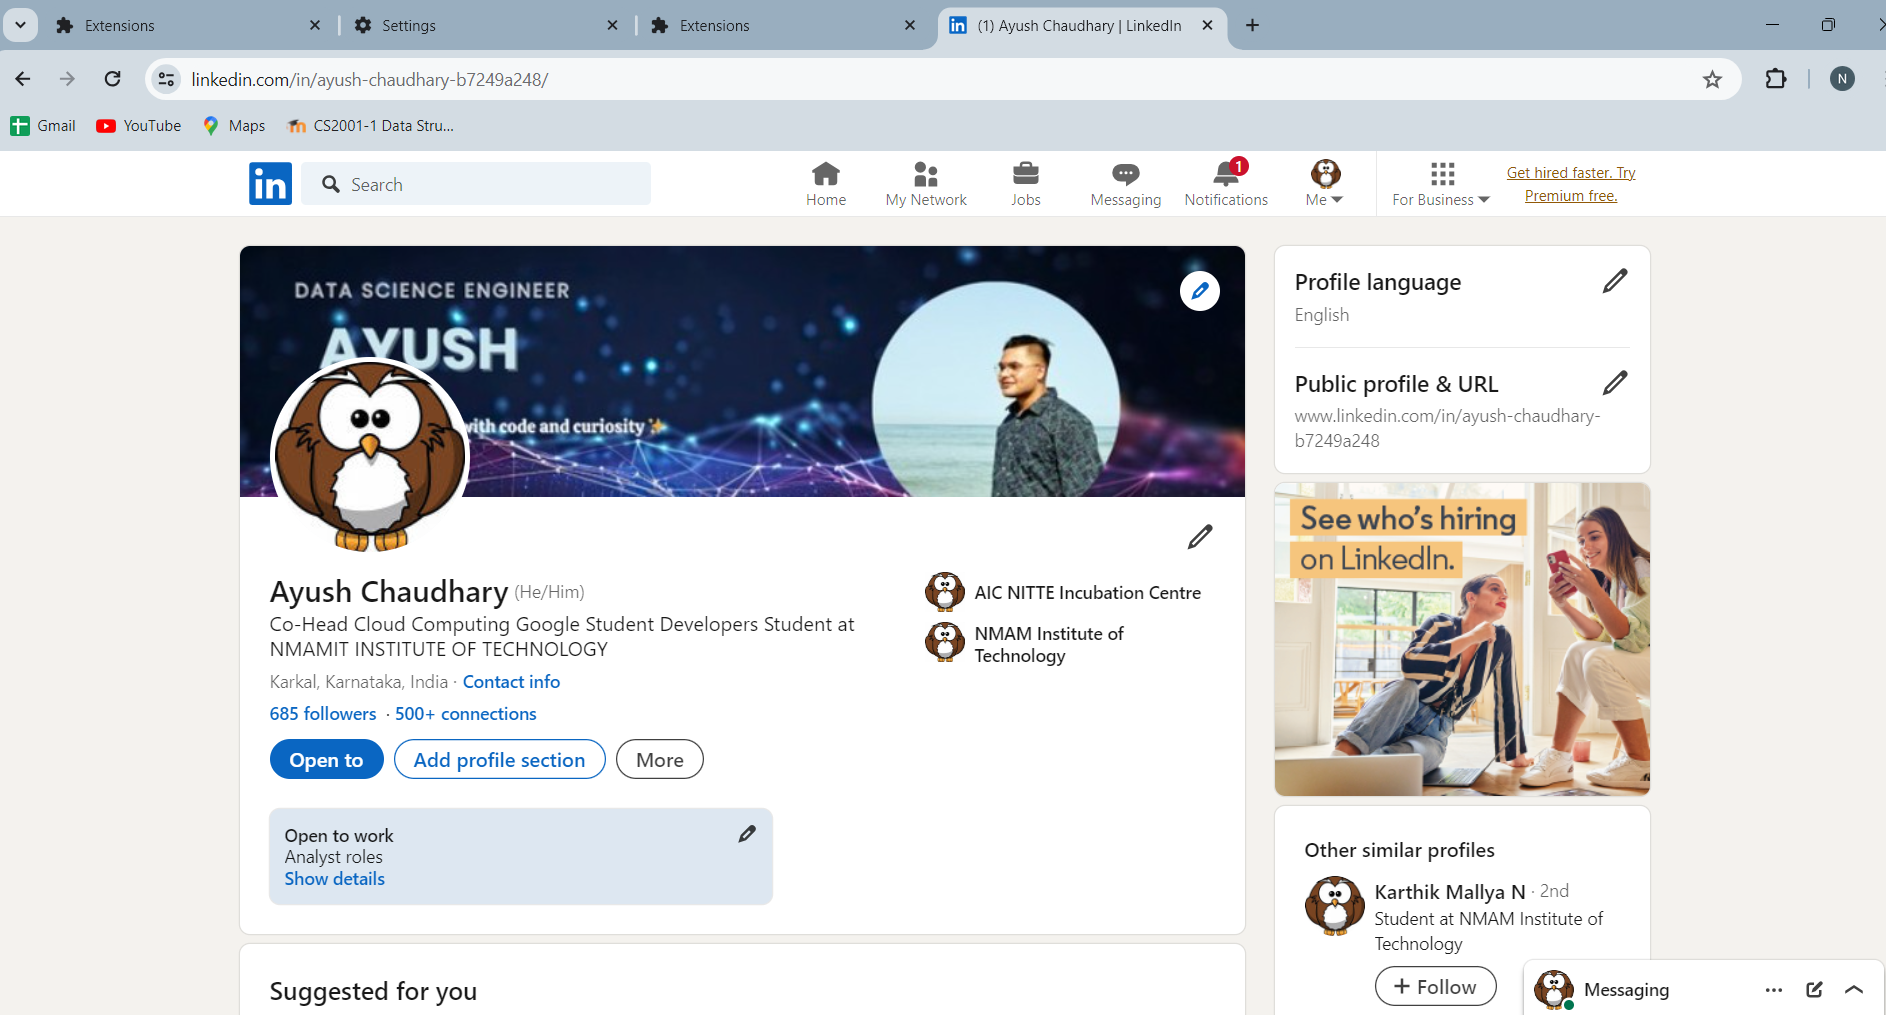 Extensions
Settings
Extensions
(1) Ayush Chaudhary | LinkedIn
linkedin.com/in/ayush-chaudhary-b7249a248/
N
Gmail
YouTube
Maps
CS2001-1 Data Stru...
in
Search
Home
My Network
Jobs
Messaging
1
Notifications
Me
For Business
Get hired faster. Try
Premium free.
DATA SCIENCE ENGINEER
AYUSH
with code and curiosity✨
Ayush Chaudhary (He/Him)
Co-Head Cloud Computing Google Student Developers Student at
NMAMIT INSTITUTE OF TECHNOLOGY
Karkal, Karnataka, India · Contact info
685 followers · 500+ connections
Open to
Add profile section
More
AIC NITTE Incubation Centre
NMAM Institute of
Technology
Open to work
Analyst roles
Show details
Suggested for you
Profile language
English
Public profile & URL
www.linkedin.com/in/ayush-chaudhary-
b7249a248
See who's hiring
on LinkedIn.
Other similar profiles
Karthik Mallya N · 2nd
Student at NMAM Institute of
Technology
+ Follow
Messaging